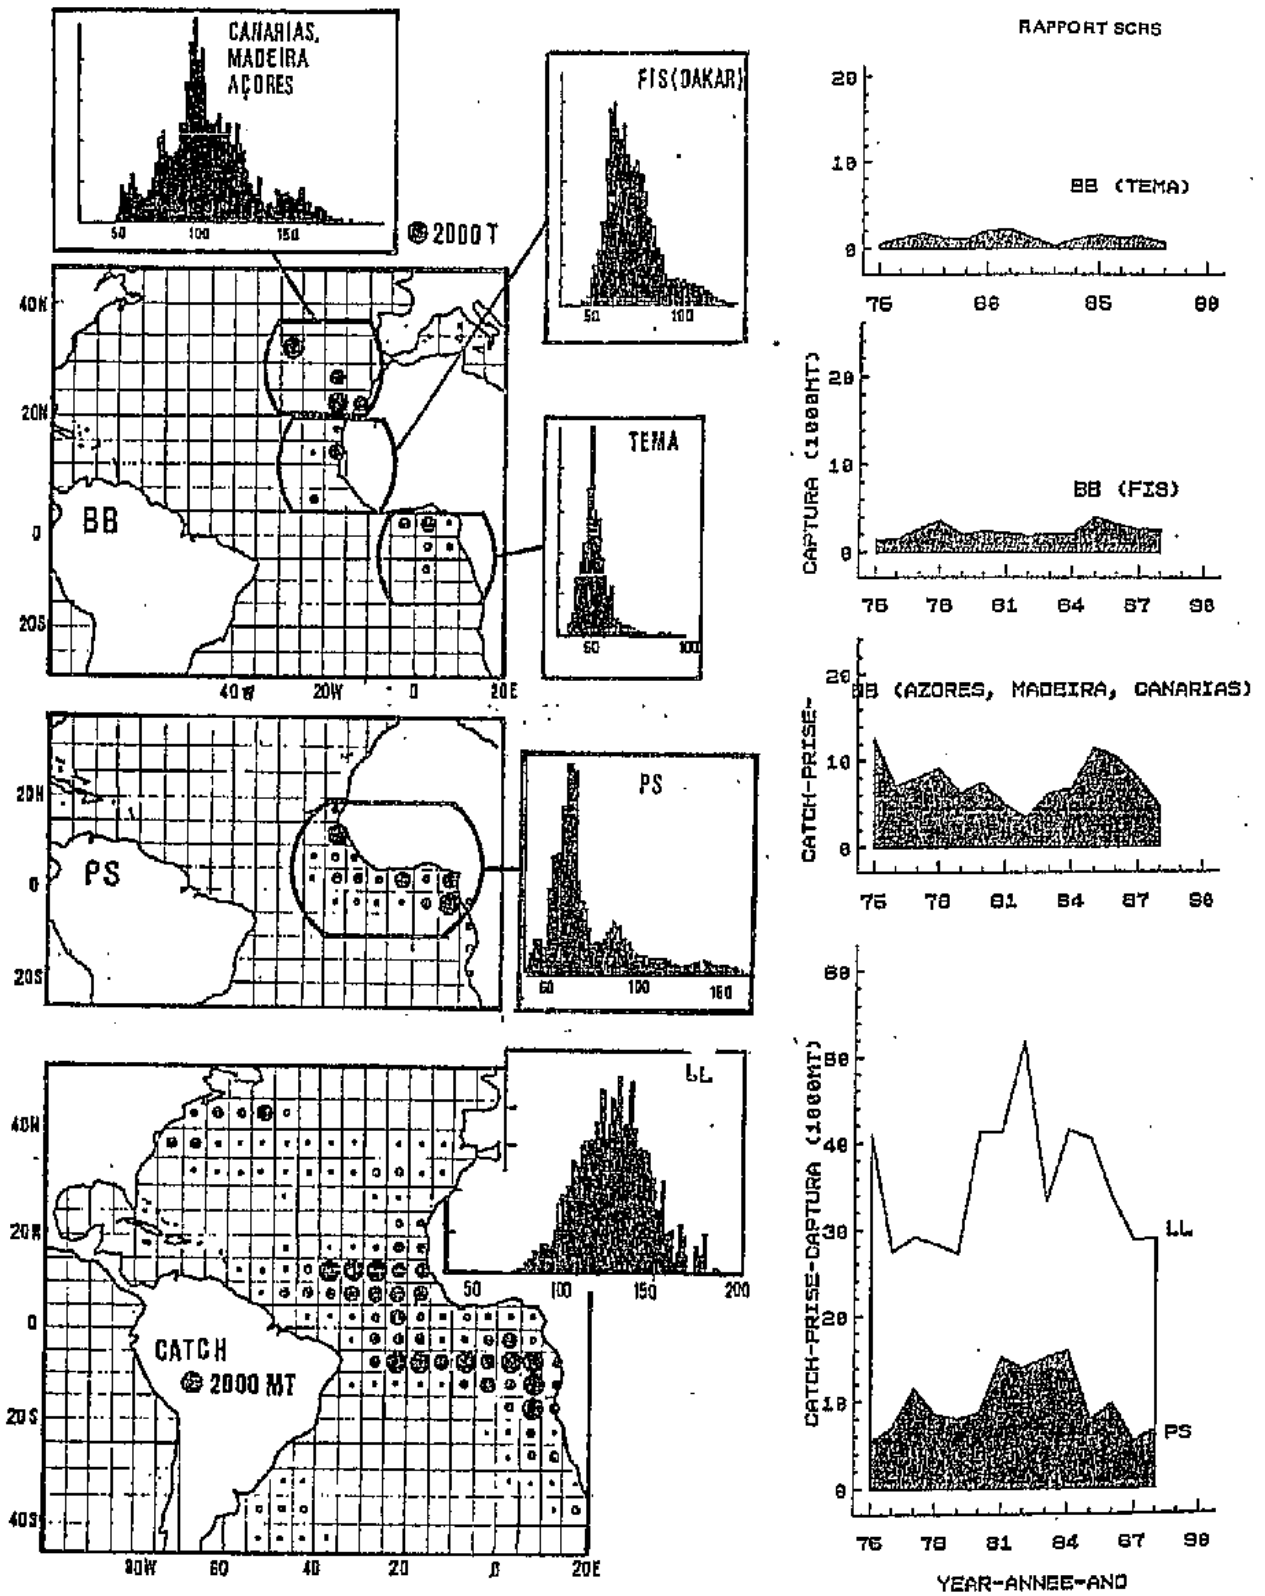 RAPPORT SCRS
CANARIAS,
MADEIRA
AÇORES
50 100 150
2000 T
FIS (DAKAR)
50 100
TEMA
50 100
40N
20N
0
20S
BB
40W 20W 0 20E
PS
50 100 150
20N
0
20S
PS
LL
50 100 150 200
40N
20N
0
20S
40S
CATCH
2000 MT
80W 60 40 20 0 20E
20
10
0
BB (TEMA)
CAPTURA (1000MT)
20
10
0
BB (FIS)
76 78 81 84 87 90
CATCH-PRISE-
20
10
0
BB (AZORES, MADEIRA, CANARIAS)
76 78 81 84 87 90
CATCH-PRISE-CAPTURA (1000MT)
60
50
40
30
20
10
0
LL
PS
76 78 81 84 87 90
YEAR-ANNEE-ANO